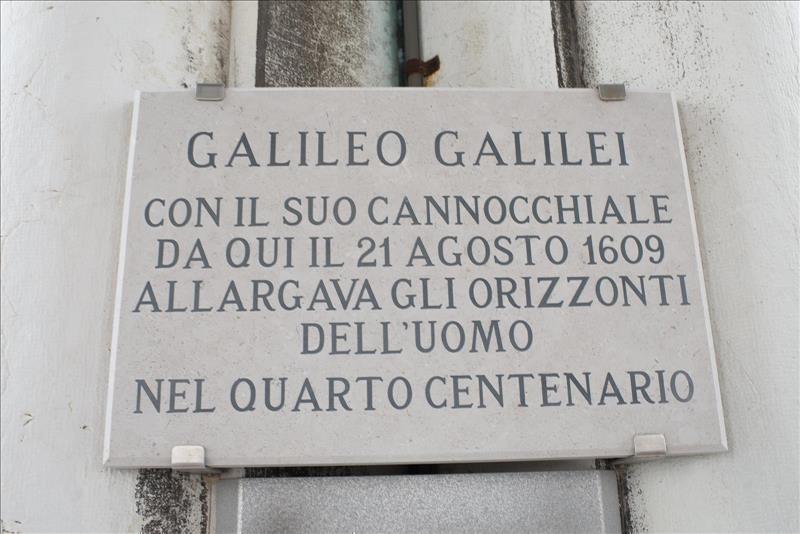 GALILEO GALILEI
CON IL SUO CANNOCCHIALE
DA QUI IL 21 AGOSTO 1609
ALLARGAVA GLI ORIZZONTI
DELL'UOMO
NEL QUARTO CENTENARIO